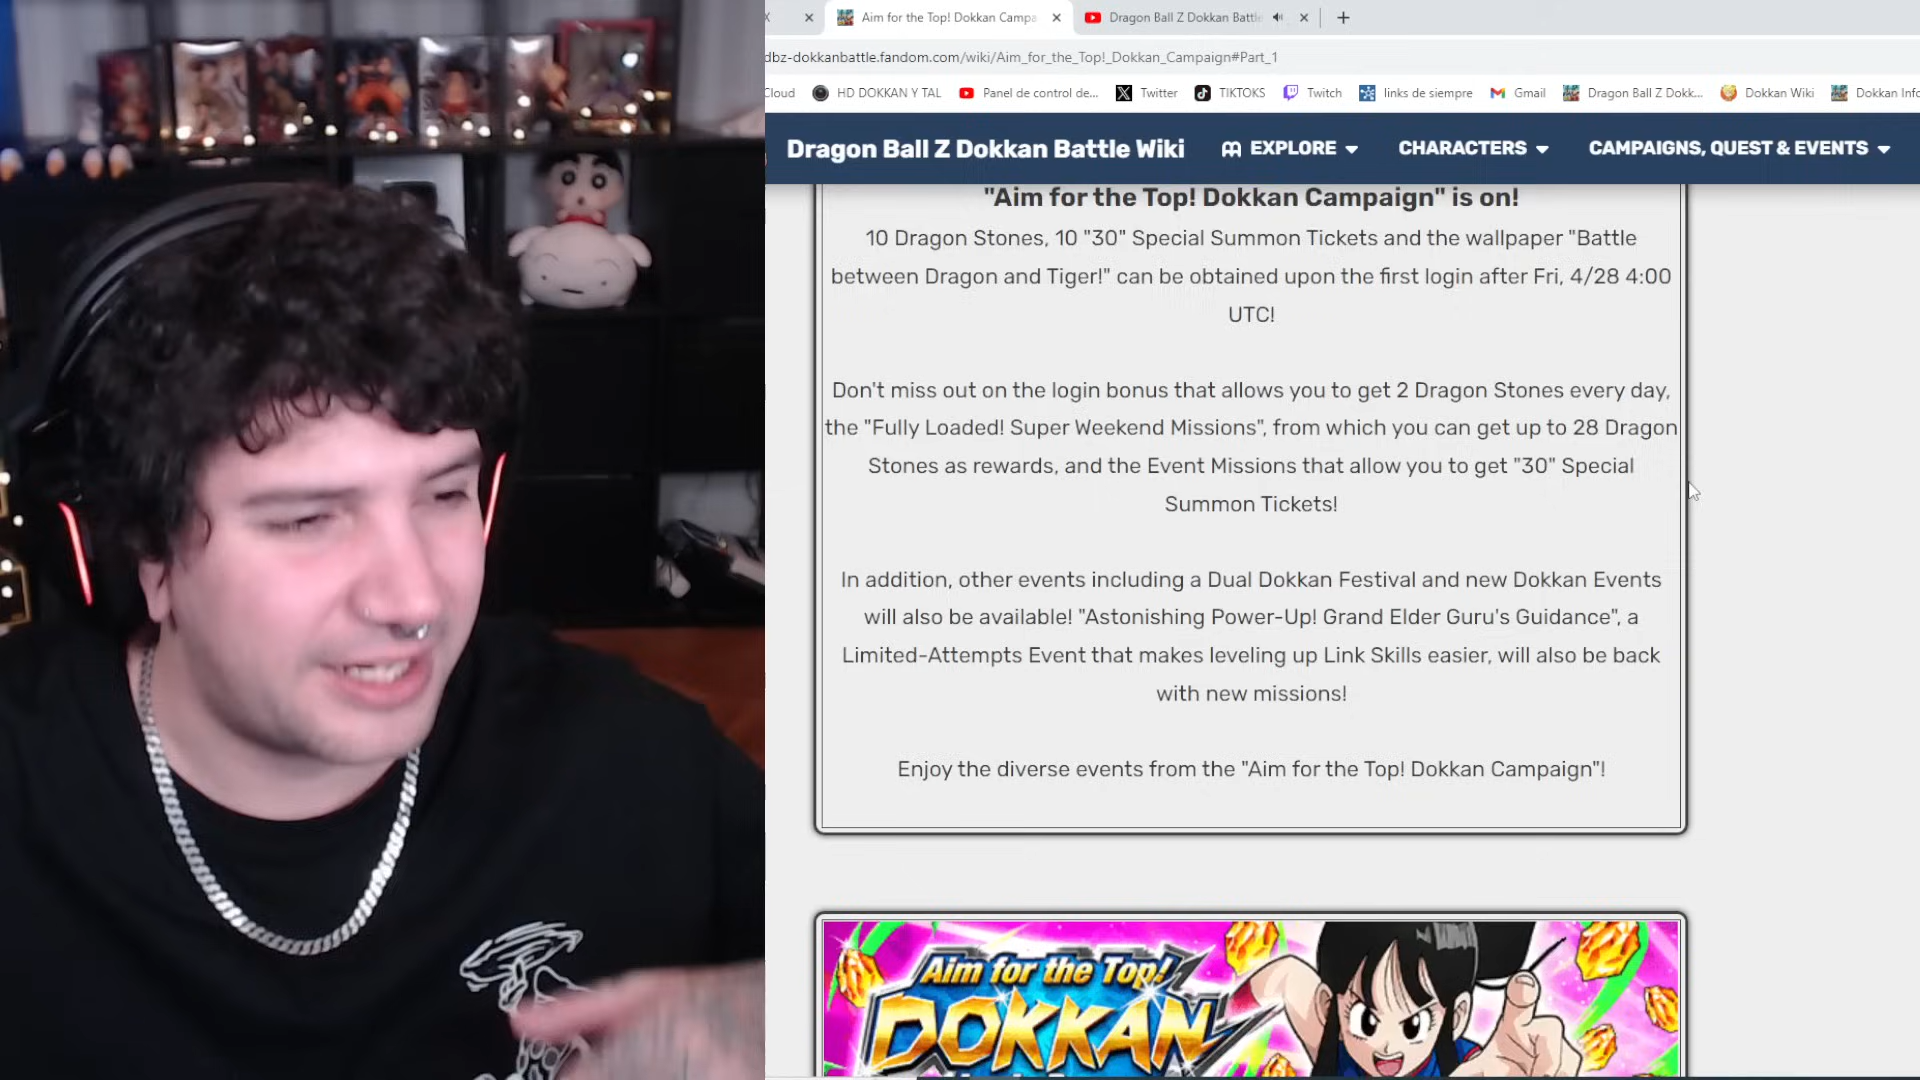 X
Aim for the Top! Dokkan Campa
Dragon Ball Z Dokkan Battle
dbz-dokkanbattle.fandom.com/wiki/Aim_for_the_Top!_Dokkan_Campaign#Part_1
Cloud
HD DOKKAN Y TAL
Panel de control de...
Twitter
TIKTOKS
Twitch
links de siempre
Gmail
Dragon Ball Z Dokk...
Dokkan Wiki
Dokkan Info
Dragon Ball Z Dokkan Battle Wiki
EXPLORE
CHARACTERS
CAMPAIGNS, QUEST & EVENTS
"Aim for the Top! Dokkan Campaign" is on!
10 Dragon Stones, 10 "30" Special Summon Tickets and the wallpaper "Battle
between Dragon and Tiger!" can be obtained upon the first login after Fri, 4/28 4:00
UTC!
Don't miss out on the login bonus that allows you to get 2 Dragon Stones every day,
the "Fully Loaded! Super Weekend Missions", from which you can get up to 28 Dragon
Stones as rewards, and the Event Missions that allow you to get "30" Special
Summon Tickets!
In addition, other events including a Dual Dokkan Festival and new Dokkan Events
will also be available! "Astonishing Power-Up! Grand Elder Guru's Guidance", a
Limited-Attempts Event that makes leveling up Link Skills easier, will also be back
with new missions!
Enjoy the diverse events from the "Aim for the Top! Dokkan Campaign"!
Aim for the Top!
DOKKAN